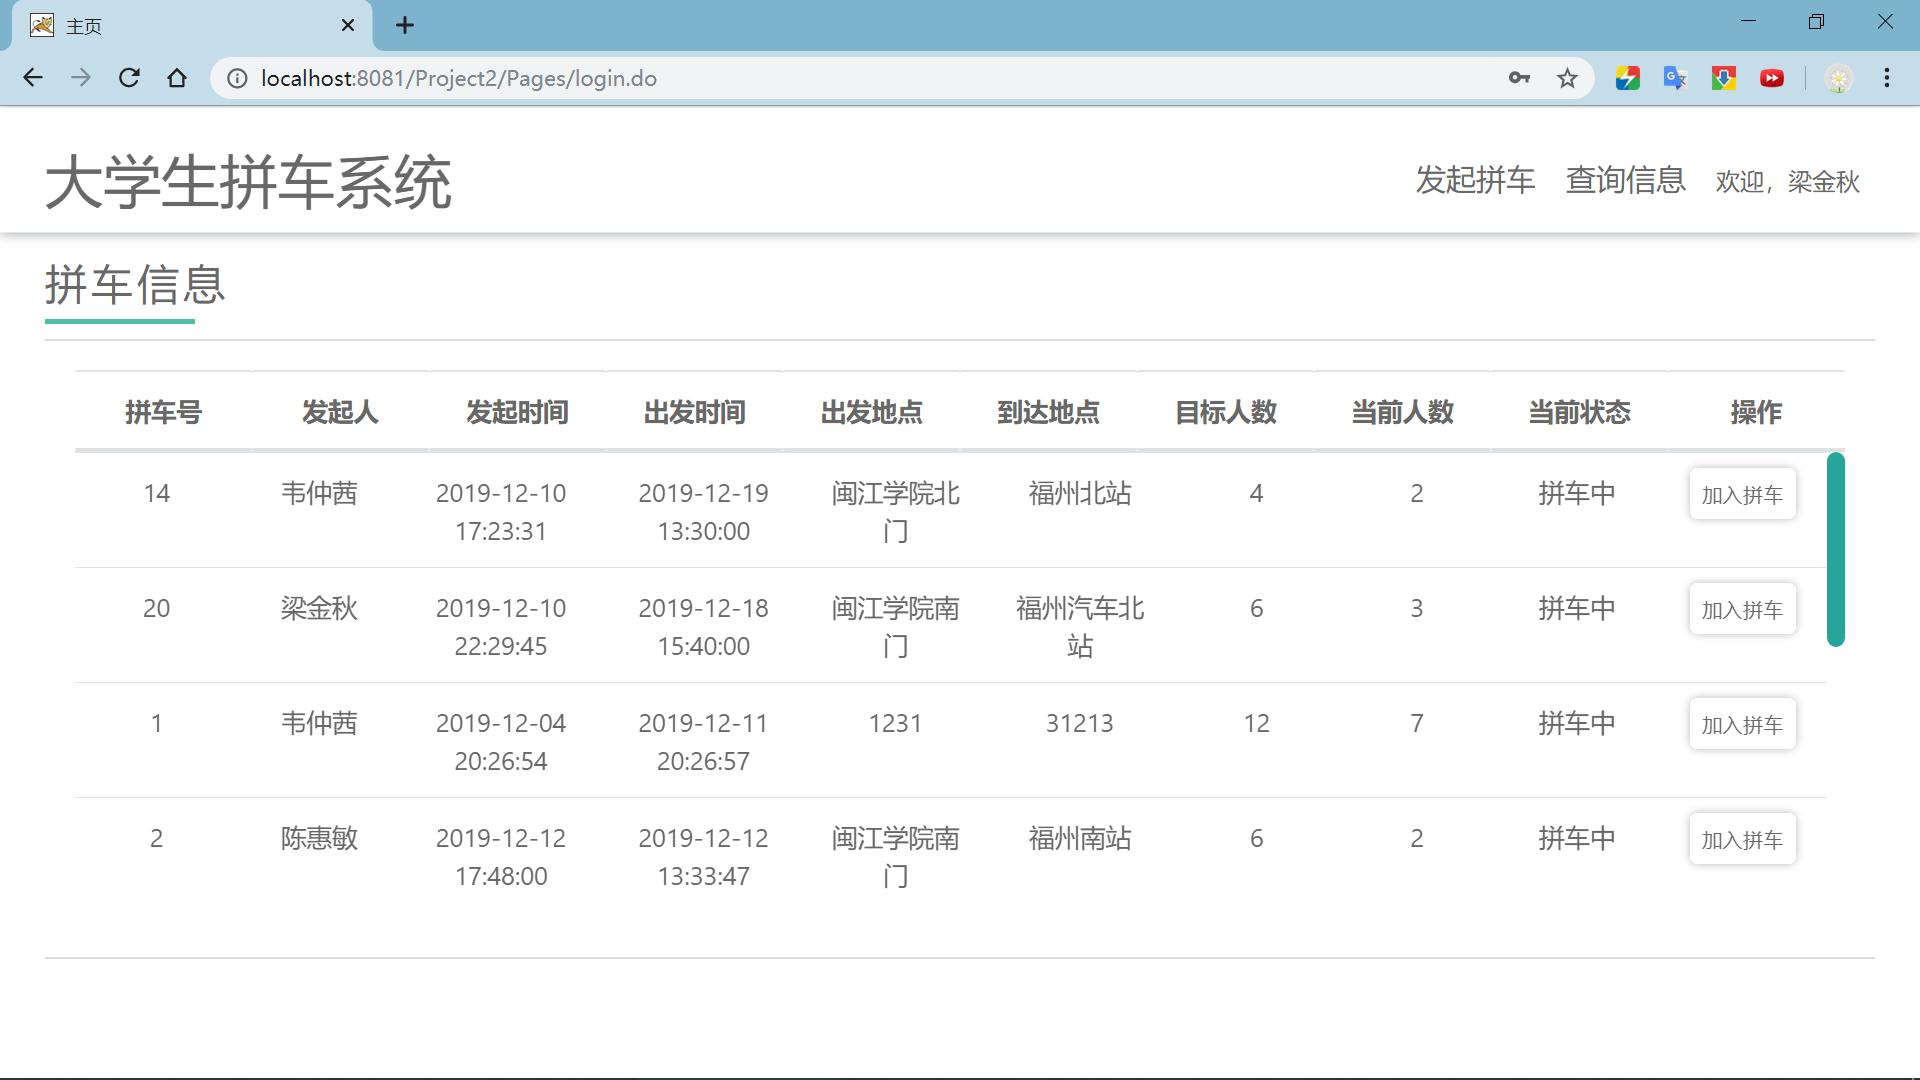 主页
localhost:8081/Project2/Pages/login.do
大学生拼车系统
发起拼车 查询信息 欢迎，梁金秋
拼车信息
拼车号 发起人 发起时间 出发时间 出发地点 到达地点 目标人数 当前人数 当前状态 操作
14 韦仲茜 2019-12-10 2019-12-19 闽江学院北 福州北站 4 2 拼车中 加入拼车
17:23:31 13:30:00 门
20 梁金秋 2019-12-10 2019-12-18 闽江学院南 福州汽车北 6 3 拼车中 加入拼车
22:29:45 15:40:00 门 站
1 韦仲茜 2019-12-04 2019-12-11 1231 31213 12 7 拼车中 加入拼车
20:26:54 20:26:57
2 陈惠敏 2019-12-12 2019-12-12 闽江学院南 福州南站 6 2 拼车中 加入拼车
17:48:00 13:33:47 门